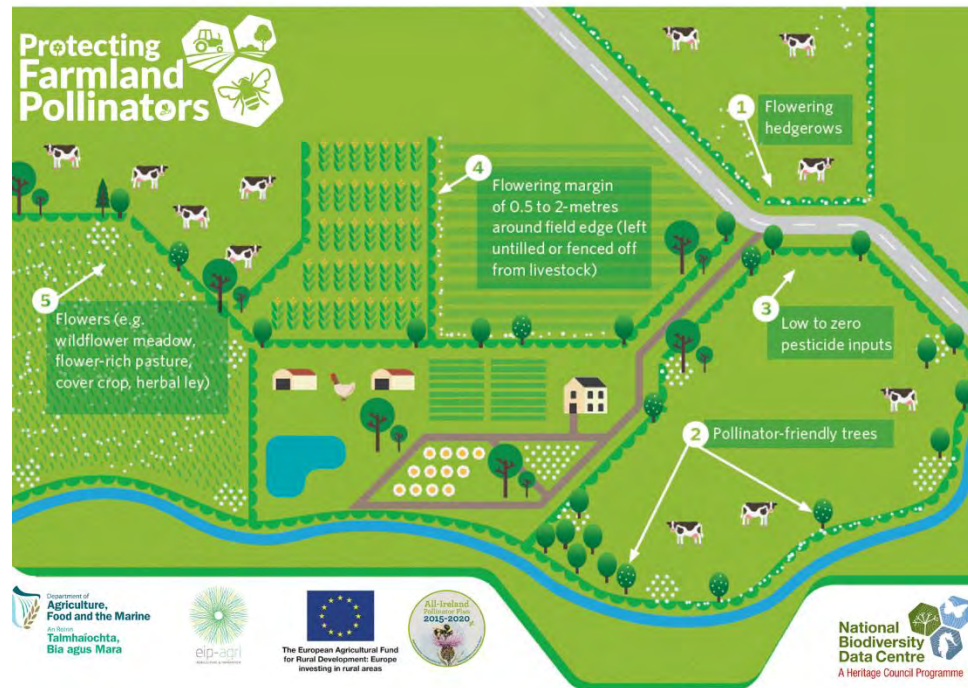 Protecting
Farmland
Pollinators
1
Flowering
hedgerows
4
Flowering margin
of 0.5 to 2-metres
around field edge (left
untilled or fenced off
from livestock)
5
Flowers (e.g.
wildflower meadow,
flower-rich pasture,
cover crop, herbal ley)
3
Low to zero
pesticide inputs
2
Pollinator-friendly trees
Department of
Agriculture,
Food and the Marine
An Roinn
Talmhaíochta,
Bia agus Mara
eip-agri
AGRICULTURE & INNOVATION
The European Agricultural Fund
for Rural Development: Europe
investing in rural areas
All-Ireland
Pollinator Plan
2015-2020
National
Biodiversity
Data Centre
A Heritage Council Programme